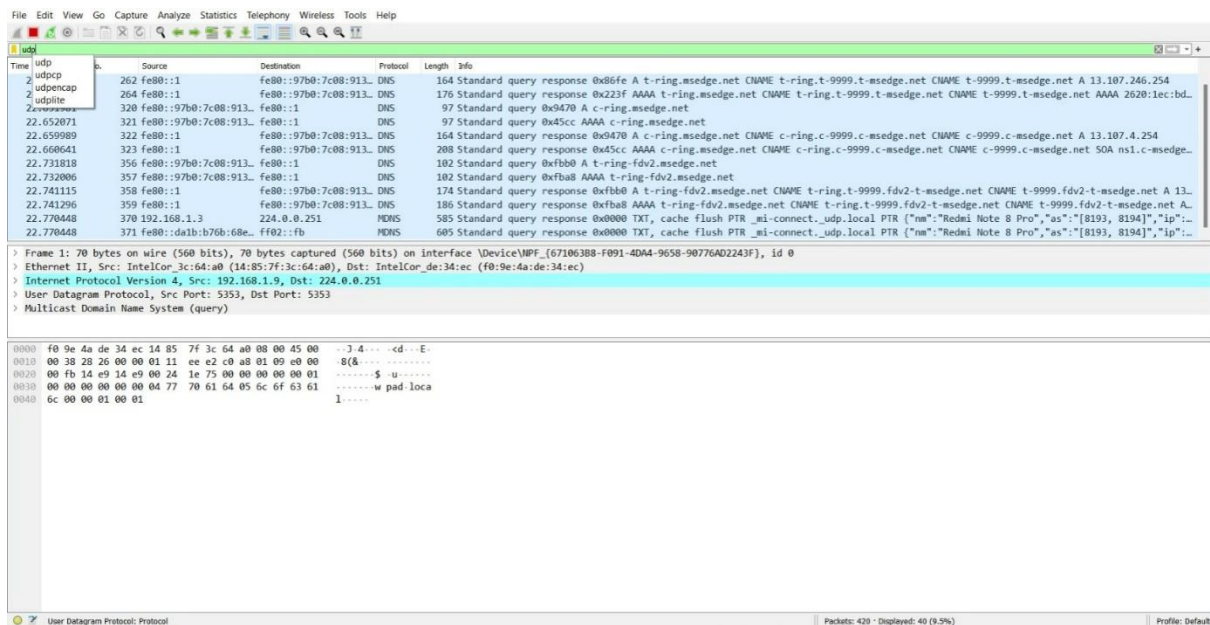 File Edit View Go Capture Analyze Statistics Telephony Wireless Tools Help
udp
udp
udpcp
udpencap
udplite
Time o. Source Destination Protocol Length Info
2 262 fe80::1 fe80::97b0:7c08:913… DNS 164 Standard query response 0x86fe A t-ring.msedge.net CNAME t-ring.t-9999.t-msedge.net CNAME t-9999.t-msedge.net A 13.107.246.254
2 264 fe80::1 fe80::97b0:7c08:913… DNS 176 Standard query response 0x223f AAAA t-ring.msedge.net CNAME t-ring.t-9999.t-msedge.net CNAME t-9999.t-msedge.net AAAA 2620:1ec:bd…
320 fe80::97b0:7c08:913… fe80::1 DNS 97 Standard query 0x9470 A c-ring.msedge.net
22.652071 321 fe80::97b0:7c08:913… fe80::1 DNS 97 Standard query 0x45cc AAAA c-ring.msedge.net
22.659989 322 fe80::1 fe80::97b0:7c08:913… DNS 164 Standard query response 0x9470 A c-ring.msedge.net CNAME c-ring.c-9999.c-msedge.net CNAME c-9999.c-msedge.net A 13.107.4.254
22.660641 323 fe80::1 fe80::97b0:7c08:913… DNS 208 Standard query response 0x45cc AAAA c-ring.msedge.net CNAME c-ring.c-9999.c-msedge.net CNAME c-9999.c-msedge.net SOA ns1.c-msedge…
22.731818 356 fe80::97b0:7c08:913… fe80::1 DNS 102 Standard query 0xfbb0 A t-ring-fdv2.msedge.net
22.732006 357 fe80::97b0:7c08:913… fe80::1 DNS 102 Standard query 0xfba8 AAAA t-ring-fdv2.msedge.net
22.741115 358 fe80::1 fe80::97b0:7c08:913… DNS 174 Standard query response 0xfbb0 A t-ring-fdv2.msedge.net CNAME t-ring.t-9999.fdv2-t-msedge.net CNAME t-9999.fdv2-t-msedge.net A 13…
22.741296 359 fe80::1 fe80::97b0:7c08:913… DNS 186 Standard query response 0xfba8 AAAA t-ring-fdv2.msedge.net CNAME t-ring.t-9999.fdv2-t-msedge.net CNAME t-9999.fdv2-t-msedge.net A…
22.770448 370 192.168.1.3 224.0.0.251 MDNS 585 Standard query response 0x0000 TXT, cache flush PTR _mi-connect._udp.local PTR {"nm":"Redmi Note 8 Pro","as":"[8193, 8194]","ip":…
22.770448 371 fe80::da1b:b76b:68e… ff02::fb MDNS 605 Standard query response 0x0000 TXT, cache flush PTR _mi-connect._udp.local PTR {"nm":"Redmi Note 8 Pro","as":"[8193, 8194]","ip":…
> Frame 1: 70 bytes on wire (560 bits), 70 bytes captured (560 bits) on interface \Device\NPF_{671063B8-F091-4DA4-9658-90776AD2243F}, id 0
> Ethernet II, Src: IntelCor_3c:64:a0 (14:85:7f:3c:64:a0), Dst: IntelCor_de:34:ec (f0:9e:4a:de:34:ec)
> Internet Protocol Version 4, Src: 192.168.1.9, Dst: 224.0.0.251
> User Datagram Protocol, Src Port: 5353, Dst Port: 5353
> Multicast Domain Name System (query)
0000 f0 9e 4a de 34 ec 14 85 7f 3c 64 a0 08 00 45 00 ··J·4··· ·<d···E·
0010 00 38 28 26 00 00 01 11 ee e2 c0 a8 01 09 e0 00 ·8(&···· ········
0020 00 fb 14 e9 14 e9 00 24 1e 75 00 00 00 00 00 01 ·······$ ·u······
0030 00 00 00 00 00 00 04 77 70 61 64 05 6c 6f 63 61 ·······w pad·loca
0040 6c 00 00 01 00 01 l·····
User Datagram Protocol: Protocol Packets: 420 · Displayed: 40 (9.5%) Profile: Default